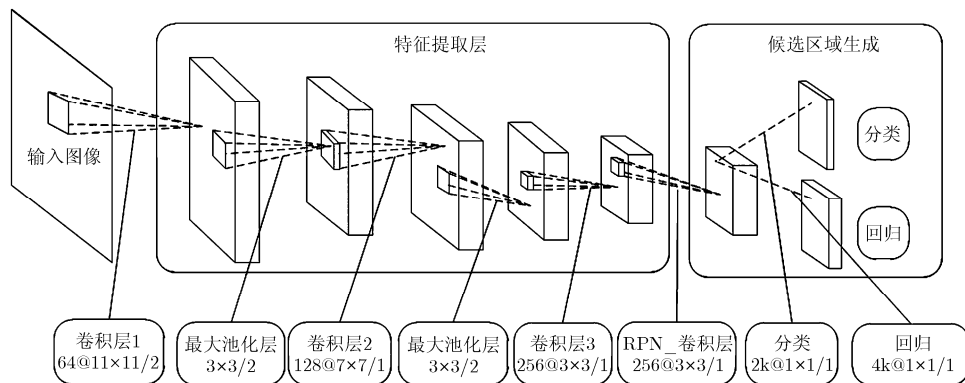 特征提取层
候选区域生成
输入图像
分类
回归
卷积层1
64@11×11/2
最大池化层
3×3/2
卷积层2
128@7×7/1
最大池化层
3×3/2
卷积层3
256@3×3/1
RPN_卷积层
256@3×3/1
分类
2k@1×1/1
回归
4k@1×1/1